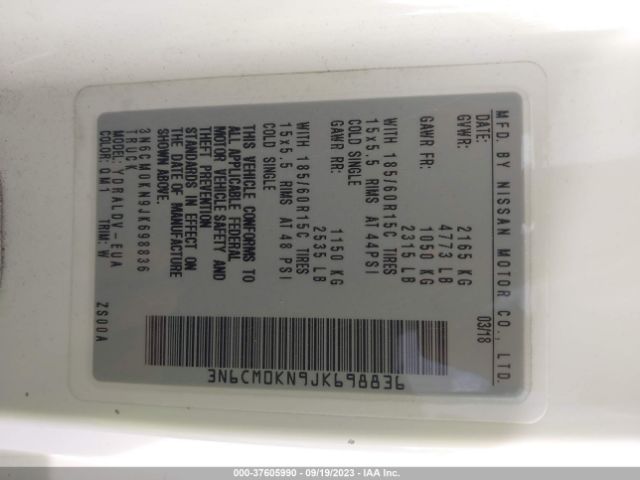 MFD. BY NISSAN MOTOR CO., LTD.
DATE: 03/18
GVWR: 2165 KG
4773 LB
GAWR FR: 1050 KG
2315 LB
WITH 185/60R15C TIRES
15x5.5 RIMS AT 44PSI
COLD SINGLE
GAWR RR: 1150 KG
2535 LB
WITH 185/60R15C TIRES
15x5.5 RIMS AT 48 PSI
COLD SINGLE
THIS VEHICLE CONFORMS TO
ALL APPLICABLE FEDERAL
MOTOR VEHICLE SAFETY AND
THEFT PREVENTION
STANDARDS IN EFFECT ON
THE DATE OF MANUFACTURE
SHOWN ABOVE.
3N6CM0KN9JK698836
TRUCK
MODEL: YDRALDV-EUA
COLOR: QM1 TRIM: W
ZS00A
3N6CM0KN9JK698836
000-37605990 - 09/19/2023 - IAA Inc.